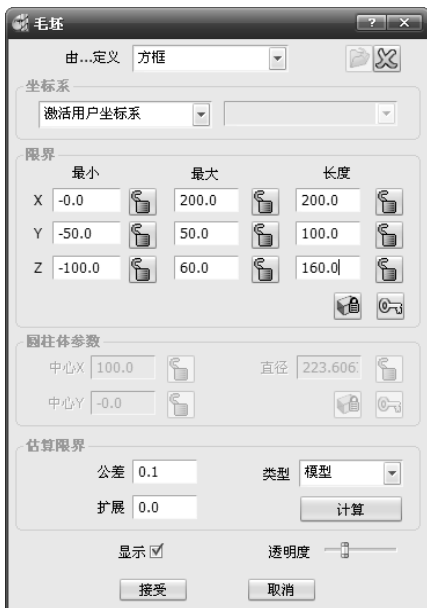 毛坯 ? ×
由...定义 方框
坐标系
激活用户坐标系
限界
最小 最大 长度
X -0.0 200.0 200.0
Y -50.0 50.0 100.0
Z -100.0 60.0 160.0
圆柱体参数
中心X 100.0 直径 223.606
中心Y -0.0
估算限界
公差 0.1 类型 模型
扩展 0.0 计算
显示 透明度
接受 取消